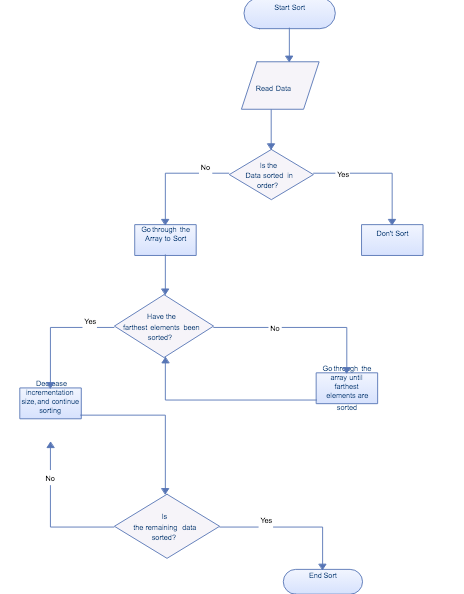 Start Sort
Read Data
Is the
Data sorted in
order?
No
Yes
Go through the
Array to Sort
Don't Sort
Have the
farthest elements been
sorted?
Yes
No
Go through the
array until
farthest
elements are
sorted
Decrease
incrementation
size, and continue
sorting
No
Is
the remaining data
sorted?
Yes
End Sort